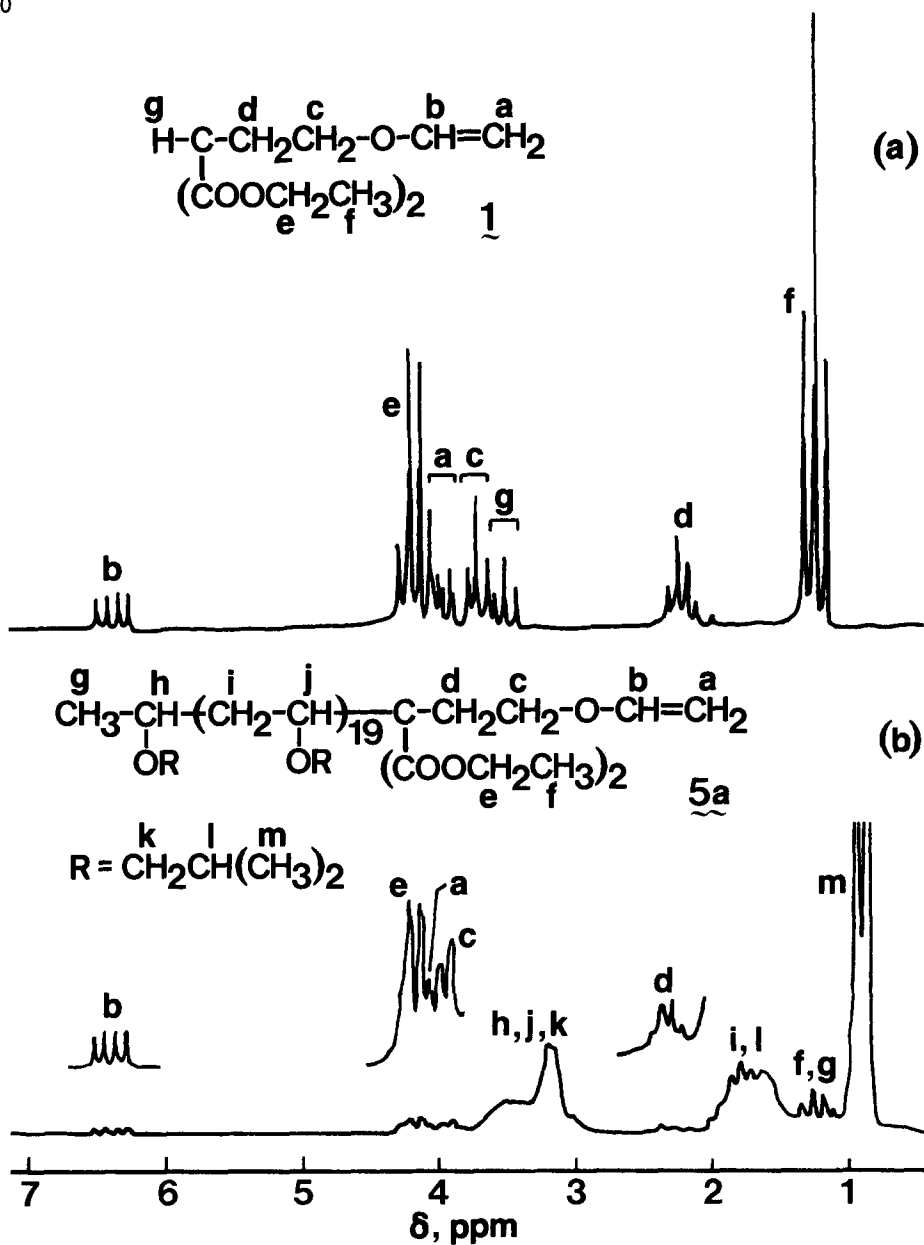 0
g d c b a
H-C-CH2CH2-O-CH=CH2
(a)
(COOCH2CH3)2
e f
1
f
e
a c
g
b
d
g h i j d c b a
CH3-CH-(CH2-CH)19-C-CH2CH2-O-CH=CH2
(b)
OR OR (COOCH2CH3)2
e f
5a
k l m
R = CH2CH(CH3)2
e a
c
m
b
d
h, j, k
i, l
f, g
7 6 5 4 3 2 1
δ, ppm